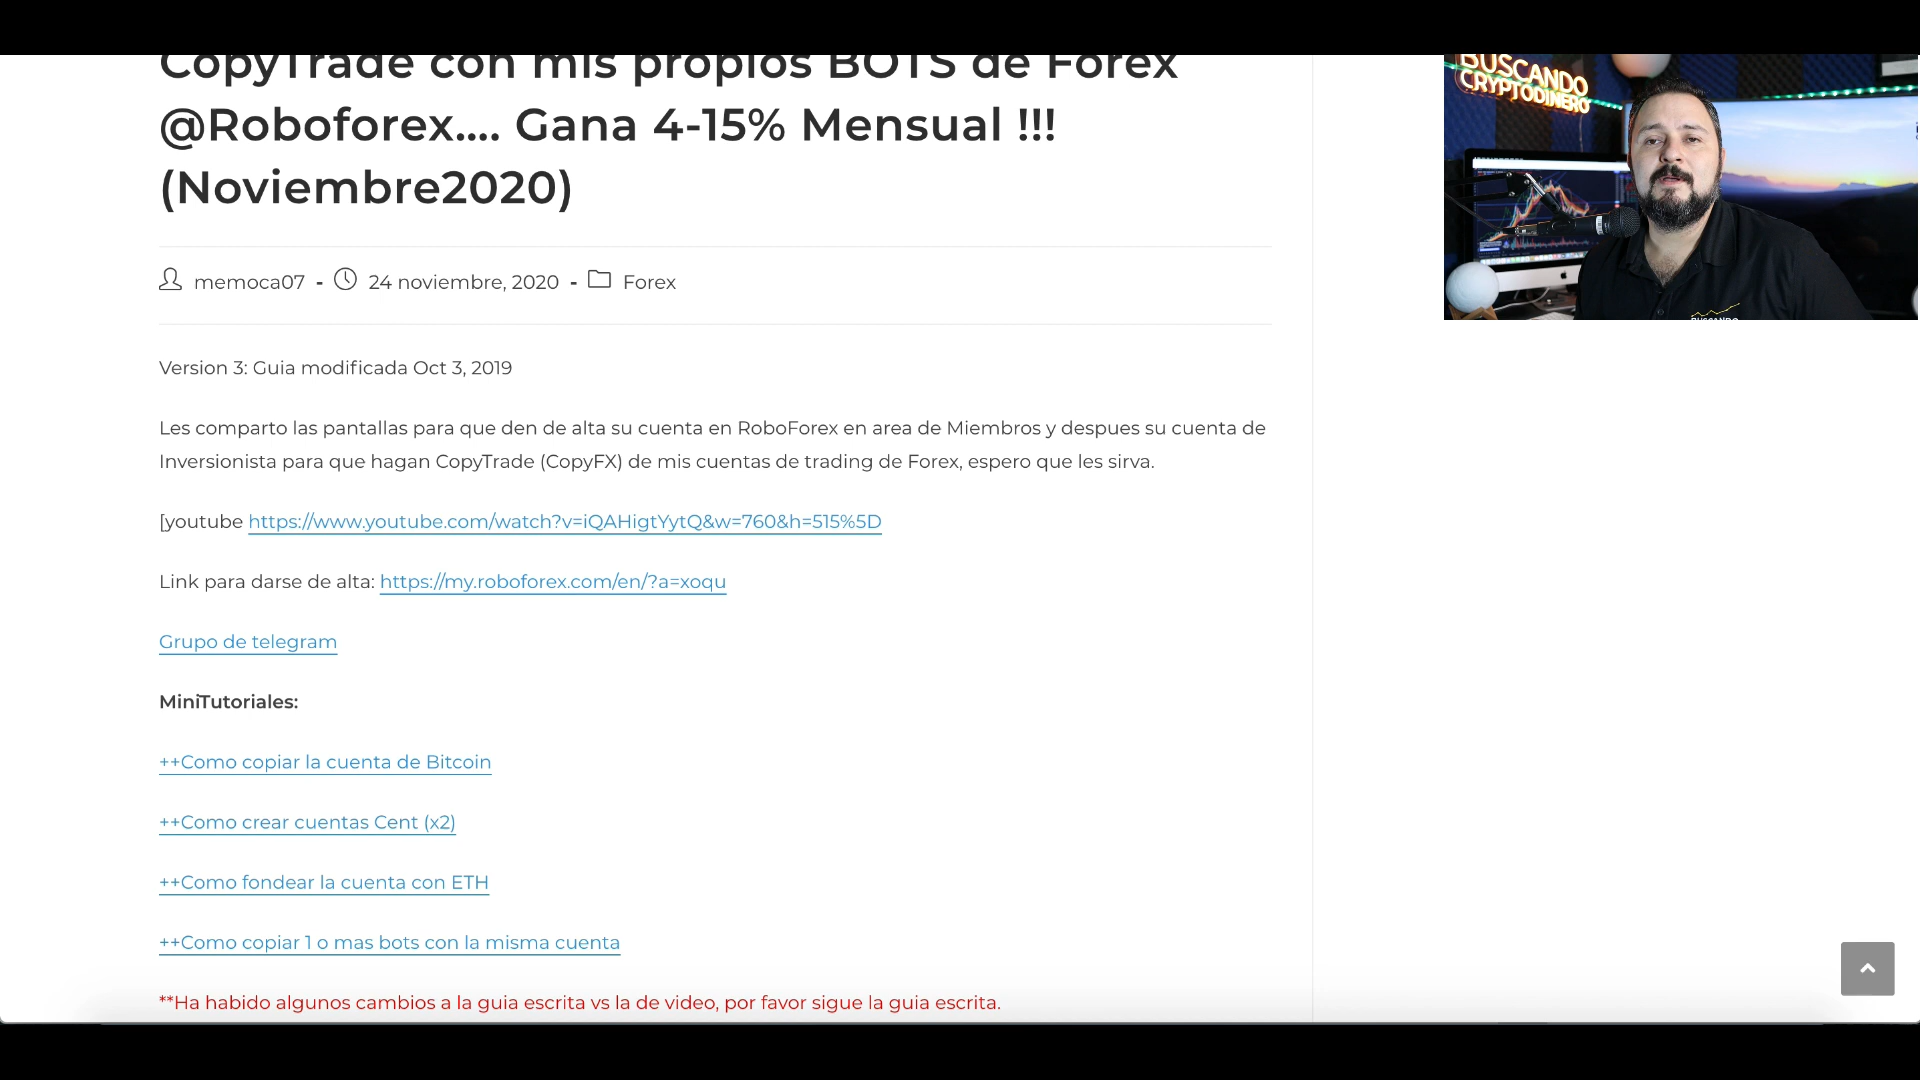 CopyTrade con mis propios BOTS de Forex
@Roboforex.... Gana 4-15% Mensual !!!
(Noviembre2020)
memoca07 - 24 noviembre, 2020 - Forex
Version 3: Guia modificada Oct 3, 2019
Les comparto las pantallas para que den de alta su cuenta en RoboForex en area de Miembros y despues su cuenta de
Inversionista para que hagan CopyTrade (CopyFX) de mis cuentas de trading de Forex, espero que les sirva.
[youtube https://www.youtube.com/watch?v=iQAHigtYytQ&w=760&h=515%5D
Link para darse de alta: https://my.roboforex.com/en/?a=xoqu
Grupo de telegram
MiniTutoriales:
++Como copiar la cuenta de Bitcoin
++Como crear cuentas Cent (x2)
++Como fondear la cuenta con ETH
++Como copiar 1 o mas bots con la misma cuenta
**Ha habido algunos cambios a la guia escrita vs la de video, por favor sigue la guia escrita.
BUSCANDO
CRYPTODINERO
BUSCANDO